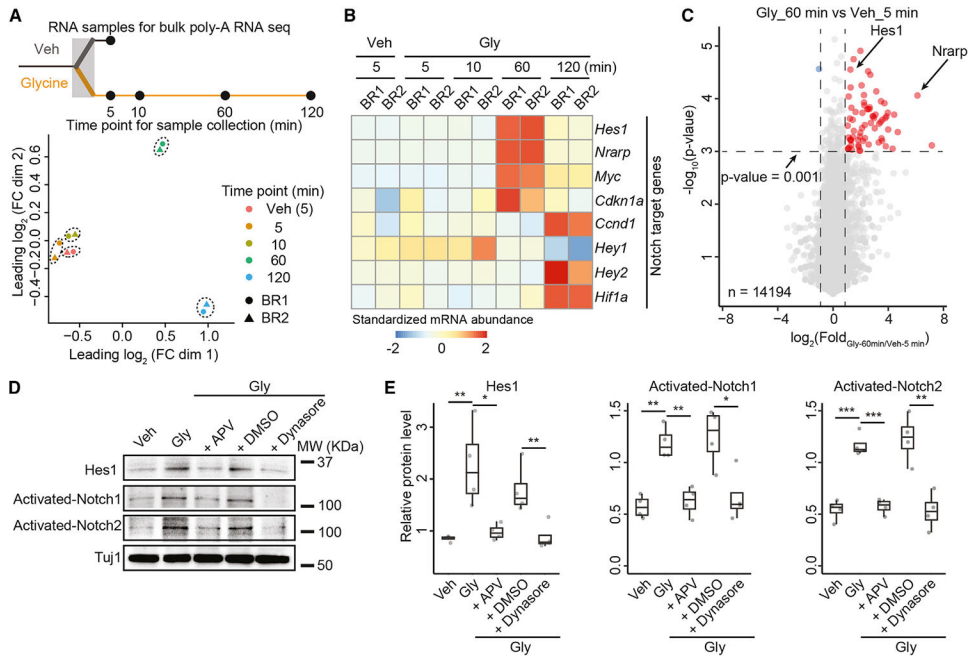 A
RNA samples for bulk poly-A RNA seq
Veh
Glycine
5 10 60 120
Time point for sample collection (min)
Leading log2 (FC dim 2)
0.6
0.4
0.2
0.0
−0.2
−0.4
−0.5 0.0 0.5 1.0
Leading log2 (FC dim 1)
Time point (min)
Veh (5)
5
10
60
120
BR1
BR2
B
Veh Gly
5 5 10 60 120 (min)
BR1 BR2 BR1 BR2 BR1 BR2 BR1 BR2 BR1 BR2
Hes1
Nrarp
Myc
Cdkn1a
Ccnd1
Hey1
Hey2
Hif1a
Notch target genes
Standardized mRNA abundance
-2 0 2
C
Gly_60 min vs Veh_5 min
Hes1
Nrarp
-log10(p-vlaue)
5
4
3
2
1
p-value = 0.001
n = 14194
−8 −4 0 4 8
log2(FoldGly-60min/Veh-5 min)
D
Gly
Veh Gly + APV + DMSO + Dynasore
MW (KDa)
Hes1
37
Activated-Notch1
100
Activated-Notch2
100
Tuj1
50
E
Hes1
Relative protein level
3
2
1
** * **
Veh Gly + APV + DMSO + Dynasore
Gly
Activated-Notch1
1.5
1.0
0.5
0.0
** ** *
Veh Gly + APV + DMSO + Dynasore
Gly
Activated-Notch2
1.5
1.0
0.5
0.0
*** *** **
Veh Gly + APV + DMSO + Dynasore
Gly